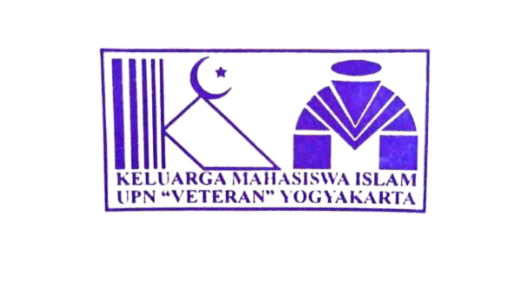 KELUARGA MAHASISWA ISLAM
UPN “VETERAN” YOGYAKARTA